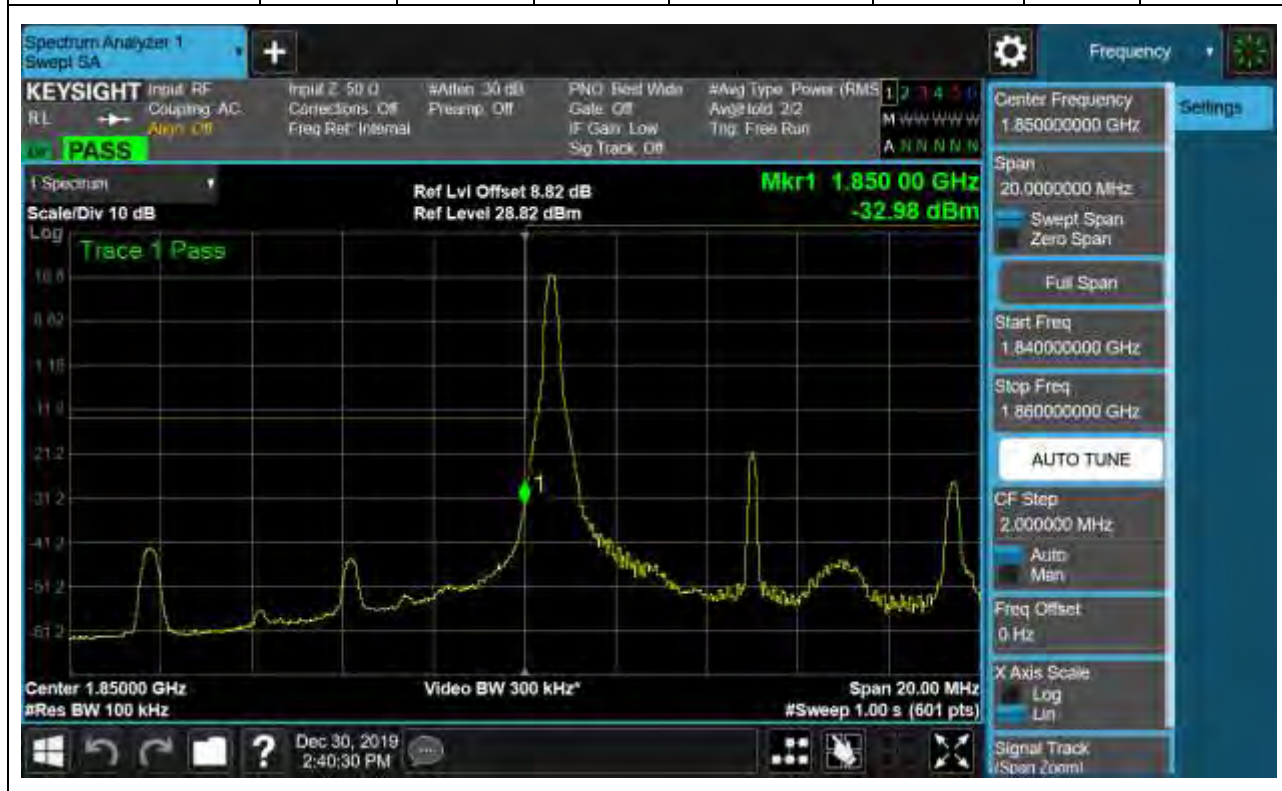 Spectrum Analyzer 1
Swept SA
+
Frequency
KEYSIGHT Input: RF
Coupling: AC
Align: Off
RL
PASS
Input Z: 50 Ω
Corrections: Off
Freq Ref: Internal
#Atten: 30 dB
Preamp: Off
PNO: Best Wide
Gate: Off
IF Gain: Low
Sig Track: Off
#Avg Type: Power (RMS
Avg|Hold: 2/2
Trig: Free Run
1 2 3 4 5 6
M W W W W W
A N N N N N
1 Spectrum
Scale/Div 10 dB
Ref Lvl Offset 8.82 dB
Ref Level 28.82 dBm
Mkr1 1.850 00 GHz
-32.98 dBm
Log
Trace 1 Pass
18.8
8.82
-1.18
-11.2
-21.2
-31.2
-41.2
-51.2
-61.2
1
Center 1.85000 GHz
#Res BW 100 kHz
Video BW 300 kHz*
Span 20.00 MHz
#Sweep 1.00 s (601 pts)
Center Frequency
1.850000000 GHz
Settings
Span
20.0000000 MHz
Swept Span
Zero Span
Full Span
Start Freq
1.840000000 GHz
Stop Freq
1.860000000 GHz
AUTO TUNE
CF Step
2.000000 MHz
Auto
Man
Freq Offset
0 Hz
X Axis Scale
Log
Lin
Signal Track
(Span Zoom)
?
Dec 30, 2019
2:40:30 PM